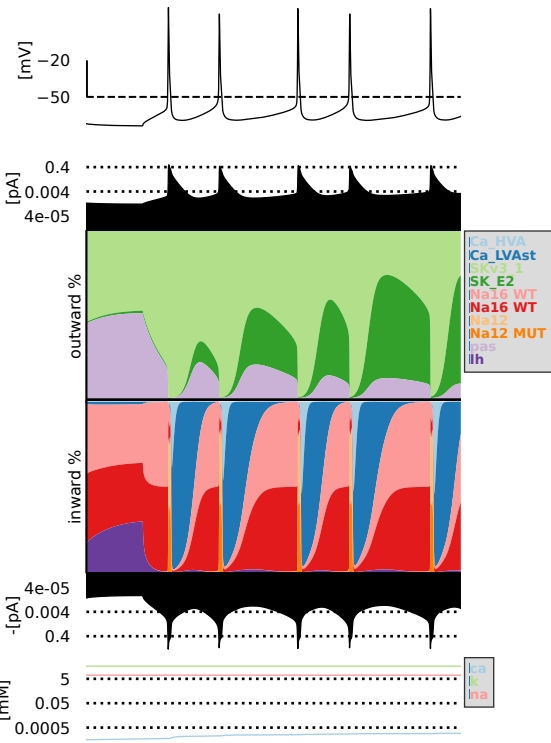 [mV]
−20
−50
[pA]
0.4
0.004
4e-05
outward %
Ca_HVA
Ca_LVAst
SKv3_1
SK_E2
Na16 WT
Na16 WT
Na12
Na12 MUT
pas
Ih
inward %
4e-05
0.004
0.4
-[pA]
[mM]
5
0.05
0.0005
ca
k
na